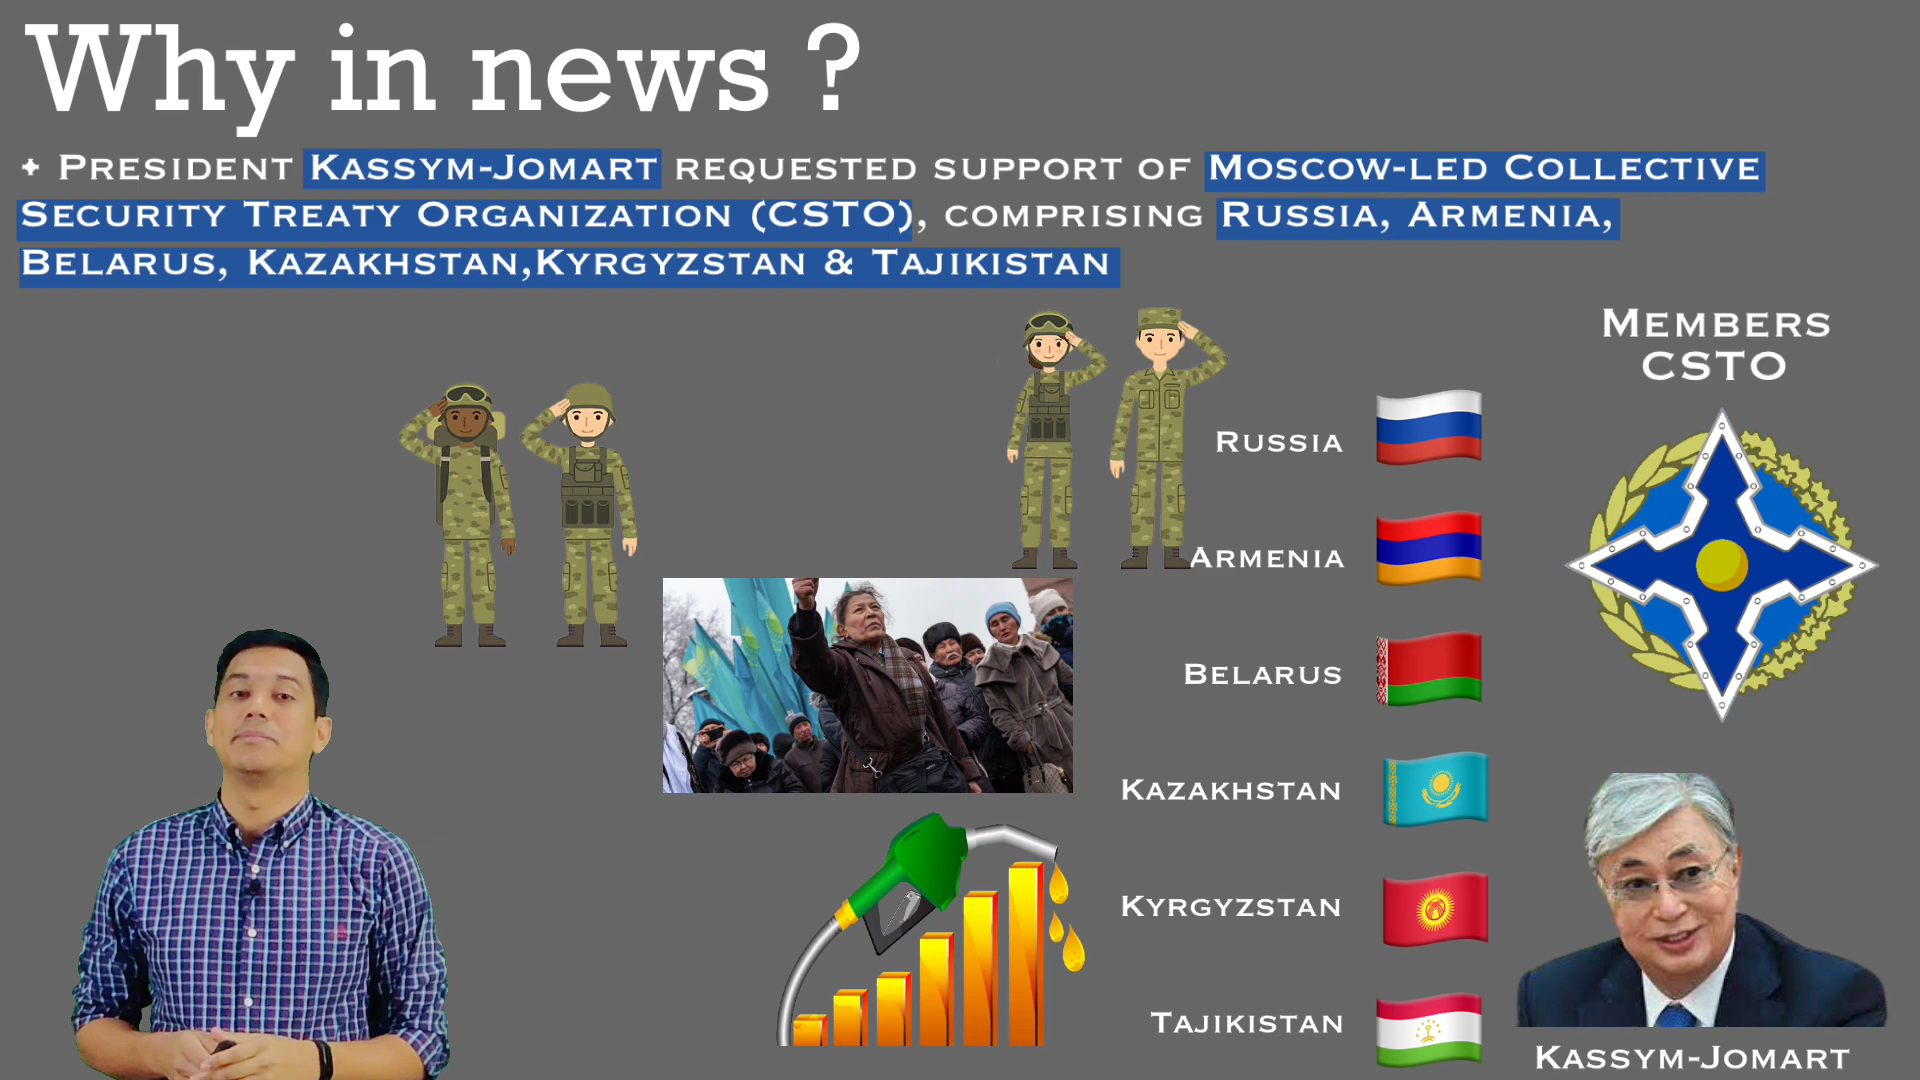 Why in news ?
+ President Kassym-Jomart requested support of Moscow-led Collective
Security Treaty Organization (CSTO), comprising Russia, Armenia,
Belarus, Kazakhstan,Kyrgyzstan & Tajikistan
Members
CSTO
Russia
Armenia
Belarus
Kazakhstan
Kyrgyzstan
Tajikistan
Kassym-Jomart